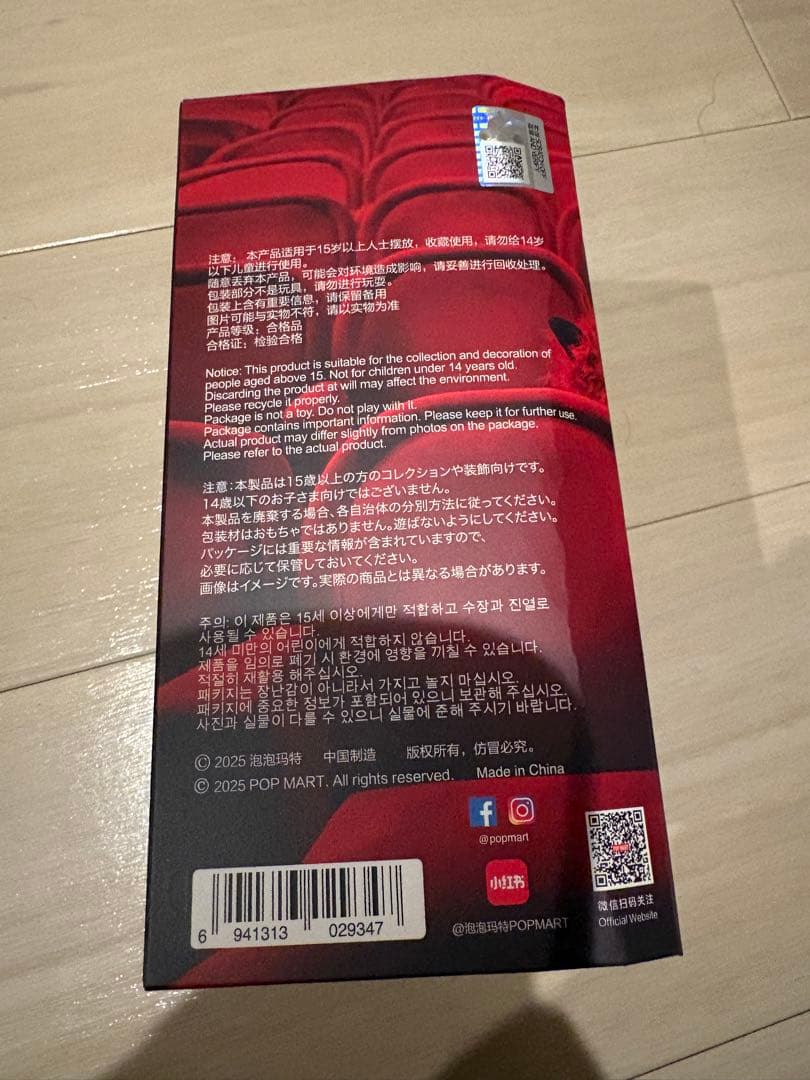 注意: 本产品适用于15岁以上人士摆放,收藏使用,请勿给14岁
以下儿童进行使用。
随意丢弃本产品,可能会对环境造成影响,请妥善进行回收处理。
包装部分不是玩具,请勿进行玩耍。
包装上含有重要信息,请保留备用
图片可能与实物不符,请以实物为准
产品等级: 合格品
合格证: 检验合格
Notice: This product is suitable for the collection and decoration of
people aged above 15. Not for children under 14 years old.
Discarding the product at will may affect the environment.
Please recycle it properly.
Package is not a toy. Do not play with it.
Package contains important information. Please keep it for further use.
Actual product may differ slightly from photos on the package.
Please refer to the actual product.
注意:本製品は15歳以上の方のコレクションや装飾向けです。
14歳以下のお子さま向けではございません。
本製品を廃棄する場合、各自治体の分別方法に従ってください。
包装材はおもちゃではありません。遊ばないようにしてください。
パッケージには重要な情報が含まれていますので、
必要に応じて保管しておいてください。
画像はイメージです。実際の商品とは異なる場合があります。
주의: 이 제품은 15세 이상에게만 적합하고 수장과 진열로
사용될 수 있습니다.
14세 미만의 어린이에게 적합하지 않습니다.
제품을 임의로 폐기 시 환경에 영향을 끼칠 수 있습니다.
적절히 재활용 해주십시오.
패키지는 장난감이 아니라서 가지고 놀지 마십시오.
패키지에 중요한 정보가 포함되어 있으니 보관해 주십시오.
사진과 실물이 다를 수 있으니 실물에 준해 주시기 바랍니다.
© 2025 泡泡玛特 中国制造 版权所有,仿冒必究。
© 2025 POP MART. All rights reserved. Made in China
@popmart
小红书
@泡泡玛特POPMART
POP MART
微信扫码关注
Official Website
6 941313 029347